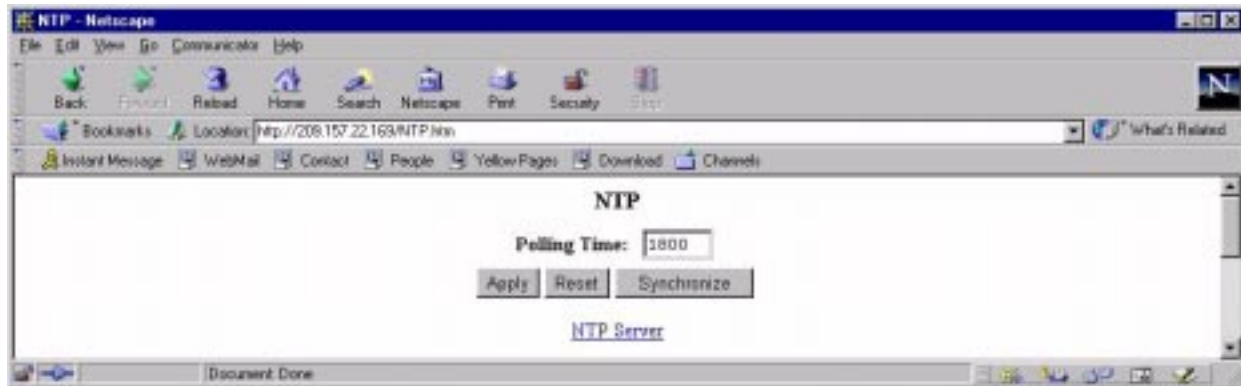 NTP - Netscape
File Edit View Go Communicator Help
Back Forward Reload Home Search Netscape Print Security Stop
Bookmarks Location: http://209.157.22.169/NTP.htm What's Related
Instant Message WebMail Contact People Yellow Pages Download Channels
NTP
Polling Time: 1800
Apply Reset Synchronize
NTP Server
Document: Done